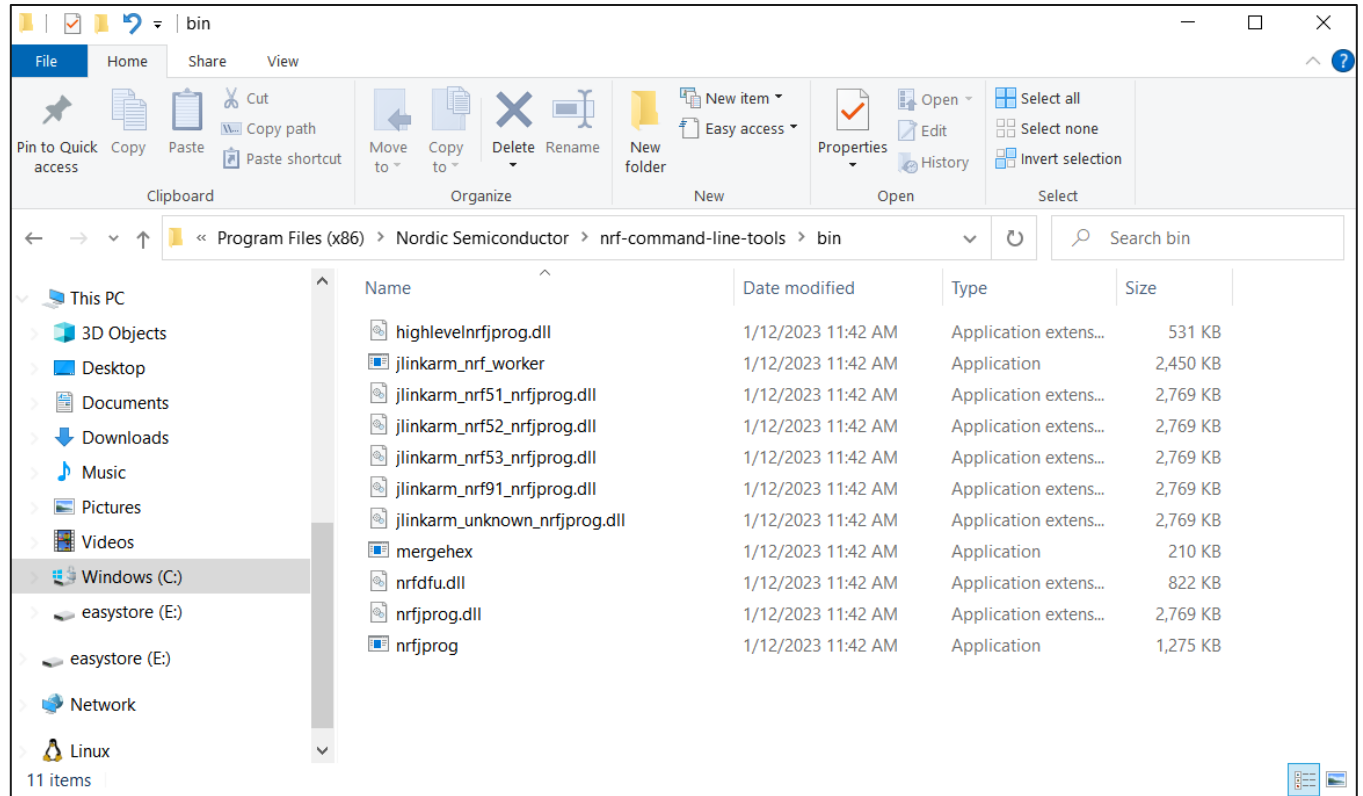 bin
File Home Share View
Pin to Quick access
Copy
Paste
Cut
Copy path
Paste shortcut
Clipboard
Move to
Copy to
Delete
Rename
Organize
New folder
New item
Easy access
New
Properties
Open
Edit
History
Open
Select all
Select none
Invert selection
Select
« Program Files (x86) > Nordic Semiconductor > nrf-command-line-tools > bin
Search bin
This PC
3D Objects
Desktop
Documents
Downloads
Music
Pictures
Videos
Windows (C:)
easystore (E:)
easystore (E:)
Network
Linux
Name Date modified Type Size
highlevelnrfjprog.dll 1/12/2023 11:42 AM Application extens... 531 KB
jlinkarm_nrf_worker 1/12/2023 11:42 AM Application 2,450 KB
jlinkarm_nrf51_nrfjprog.dll 1/12/2023 11:42 AM Application extens... 2,769 KB
jlinkarm_nrf52_nrfjprog.dll 1/12/2023 11:42 AM Application extens... 2,769 KB
jlinkarm_nrf53_nrfjprog.dll 1/12/2023 11:42 AM Application extens... 2,769 KB
jlinkarm_nrf91_nrfjprog.dll 1/12/2023 11:42 AM Application extens... 2,769 KB
jlinkarm_unknown_nrfjprog.dll 1/12/2023 11:42 AM Application extens... 2,769 KB
mergehex 1/12/2023 11:42 AM Application 210 KB
nrfdfu.dll 1/12/2023 11:42 AM Application extens... 822 KB
nrfjprog.dll 1/12/2023 11:42 AM Application extens... 2,769 KB
nrfjprog 1/12/2023 11:42 AM Application 1,275 KB
11 items